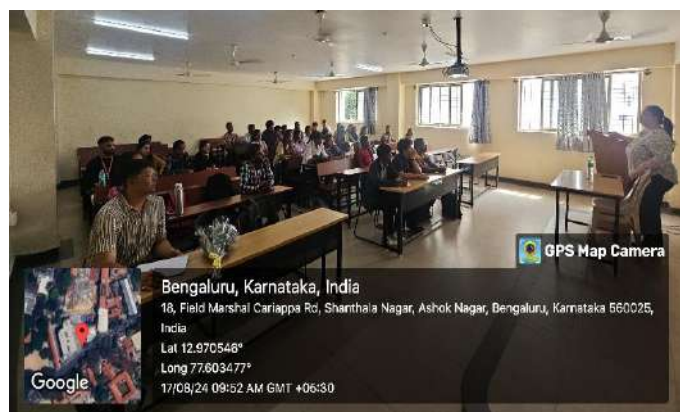 GPS Map Camera
Bengaluru, Karnataka, India
18, Field Marshal Cariappa Rd, Shanthala Nagar, Ashok Nagar, Bengaluru, Karnataka 560025,
India
Lat 12.970546°
Long 77.603477°
17/08/24 09:52 AM GMT +05:30
Google